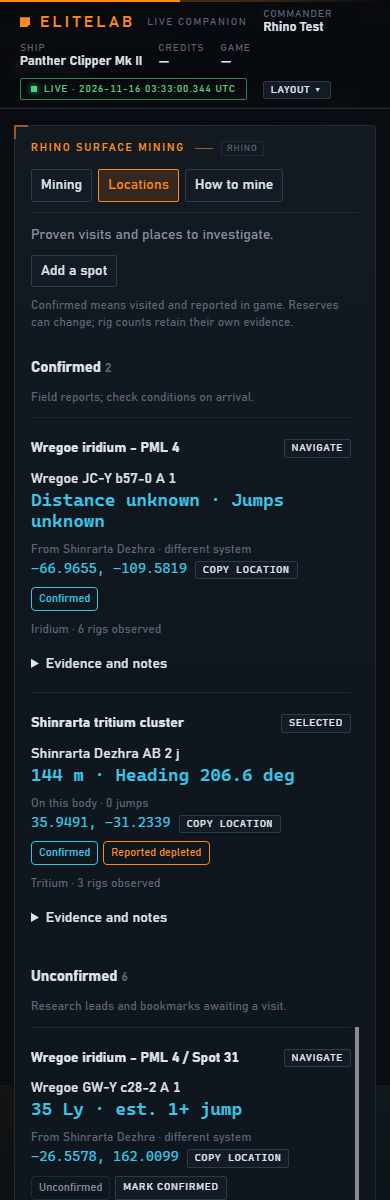 ELITELAB LIVE COMPANION
COMMANDER
Rhino Test
SHIP
Panther Clipper Mk II
CREDITS
—
GAME
—
LIVE · 2026-11-16 03:33:00.344 UTC
LAYOUT ▾
RHINO SURFACE MINING
RHINO
Mining
Locations
How to mine
Proven visits and places to investigate.
Add a spot
Confirmed means visited and reported in game. Reserves
can change; rig counts retain their own evidence.
Confirmed 2
Field reports; check conditions on arrival.
Wregoe iridium - PML 4
NAVIGATE
Wregoe JC-Y b57-0 A 1
Distance unknown · Jumps
unknown
From Shinrarta Dezhra · different system
−66.9655, −109.5819 COPY LOCATION
Confirmed
Iridium · 6 rigs observed
▶ Evidence and notes
Shinrarta tritium cluster
SELECTED
Shinrarta Dezhra AB 2 j
144 m · Heading 206.6 deg
On this body · 0 jumps
35.9491, −31.2339 COPY LOCATION
Confirmed
Reported depleted
Tritium · 3 rigs observed
▶ Evidence and notes
Unconfirmed 6
Research leads and bookmarks awaiting a visit.
Wregoe iridium - PML 4 / Spot 31
NAVIGATE
Wregoe GW-Y c28-2 A 1
35 Ly · est. 1+ jump
From Shinrarta Dezhra · different system
−26.5578, 162.0099 COPY LOCATION
Unconfirmed
MARK CONFIRMED